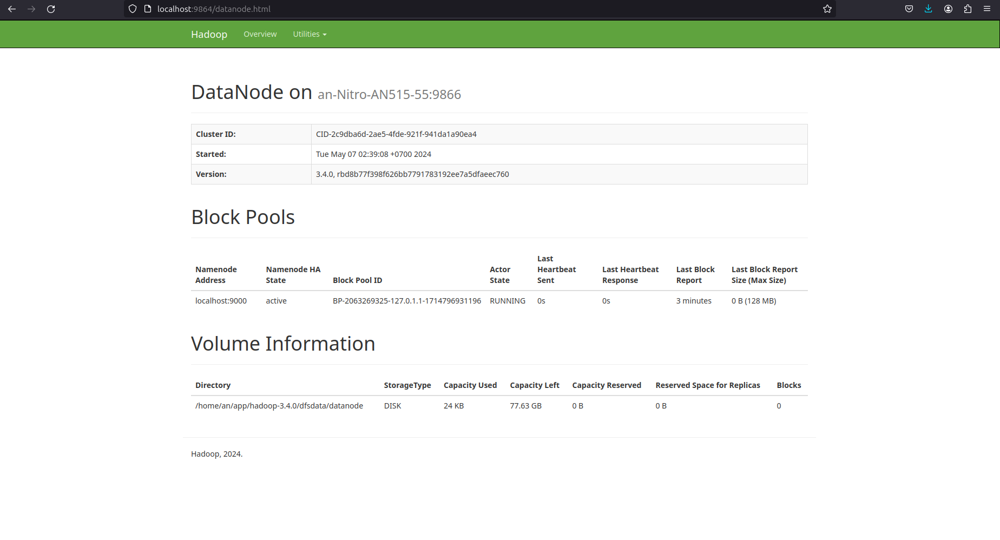 localhost:9864/datanode.html
Hadoop Overview Utilities
DataNode on an-Nitro-AN515-55:9866
Cluster ID: CID-2c9dba6d-2ae5-4fde-921f-941da1a90ea4
Started: Tue May 07 02:39:08 +0700 2024
Version: 3.4.0, rbd8b77f398f626bb7791783192ee7a5dfaeec760
Block Pools
Last
Namenode Namenode HA Actor Heartbeat Last Heartbeat Last Block Last Block Report
Address State Block Pool ID State Sent Response Report Size (Max Size)
localhost:9000 active BP-2063269325-127.0.1.1-1714796931196 RUNNING 0s 0s 3 minutes 0 B (128 MB)
Volume Information
Directory StorageType Capacity Used Capacity Left Capacity Reserved Reserved Space for Replicas Blocks
/home/an/app/hadoop-3.4.0/dfsdata/datanode DISK 24 KB 77.63 GB 0 B 0 B 0
Hadoop, 2024.